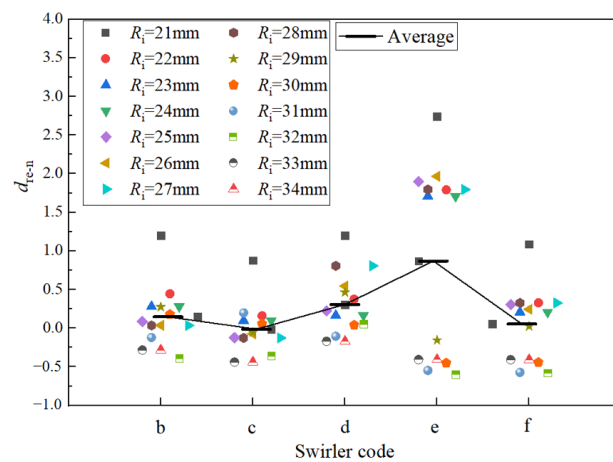 4.0
3.5
3.0
2.5
2.0
1.5
1.0
0.5
0.0
−0.5
−1.0
d_re-n
R_i=21mm R_i=28mm
R_i=22mm R_i=29mm
R_i=23mm R_i=30mm
R_i=24mm R_i=31mm
R_i=25mm R_i=32mm
R_i=26mm R_i=33mm
R_i=27mm R_i=34mm
Average
b c d e f
Swirler code